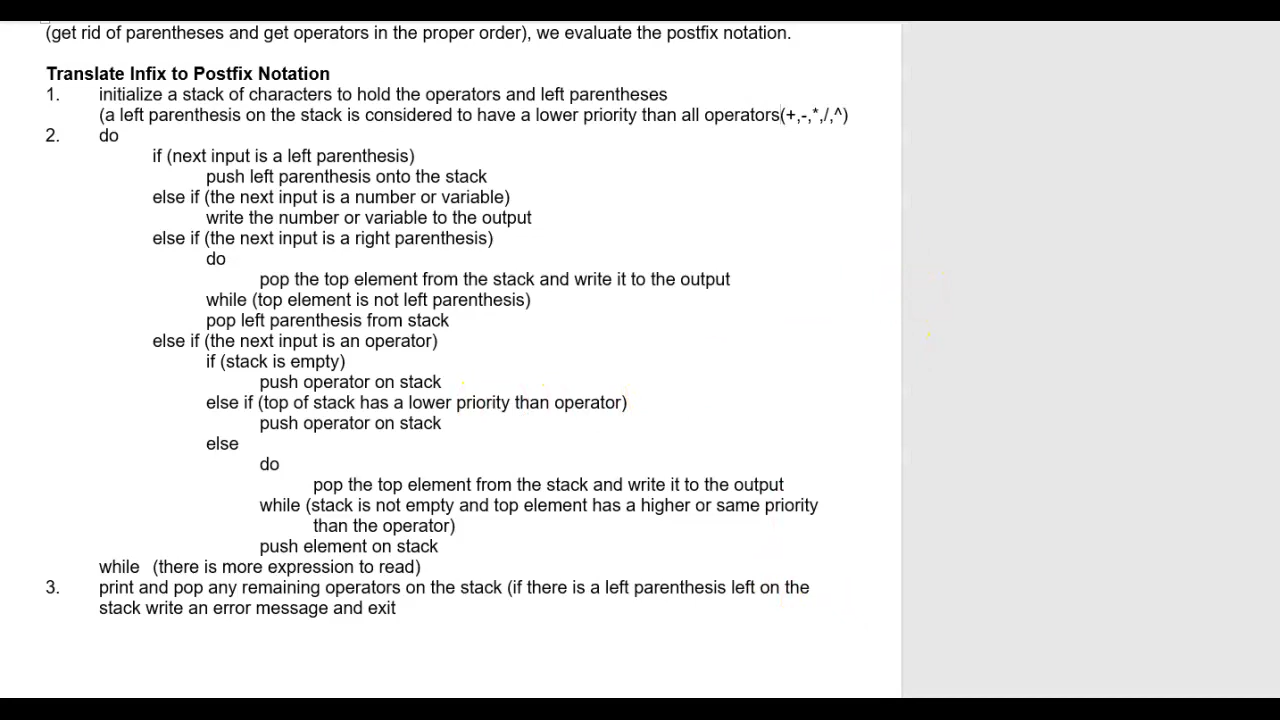 (get rid of parentheses and get operators in the proper order), we evaluate the postfix notation.
Translate Infix to Postfix Notation
1. initialize a stack of characters to hold the operators and left parentheses
(a left parenthesis on the stack is considered to have a lower priority than all operators(+,-,*,/,^)
2. do
if (next input is a left parenthesis)
push left parenthesis onto the stack
else if (the next input is a number or variable)
write the number or variable to the output
else if (the next input is a right parenthesis)
do
pop the top element from the stack and write it to the output
while (top element is not left parenthesis)
pop left parenthesis from stack
else if (the next input is an operator)
if (stack is empty)
push operator on stack
else if (top of stack has a lower priority than operator)
push operator on stack
else
do
pop the top element from the stack and write it to the output
while (stack is not empty and top element has a higher or same priority
than the operator)
push element on stack
while (there is more expression to read)
3. print and pop any remaining operators on the stack (if there is a left parenthesis left on the
stack write an error message and exit